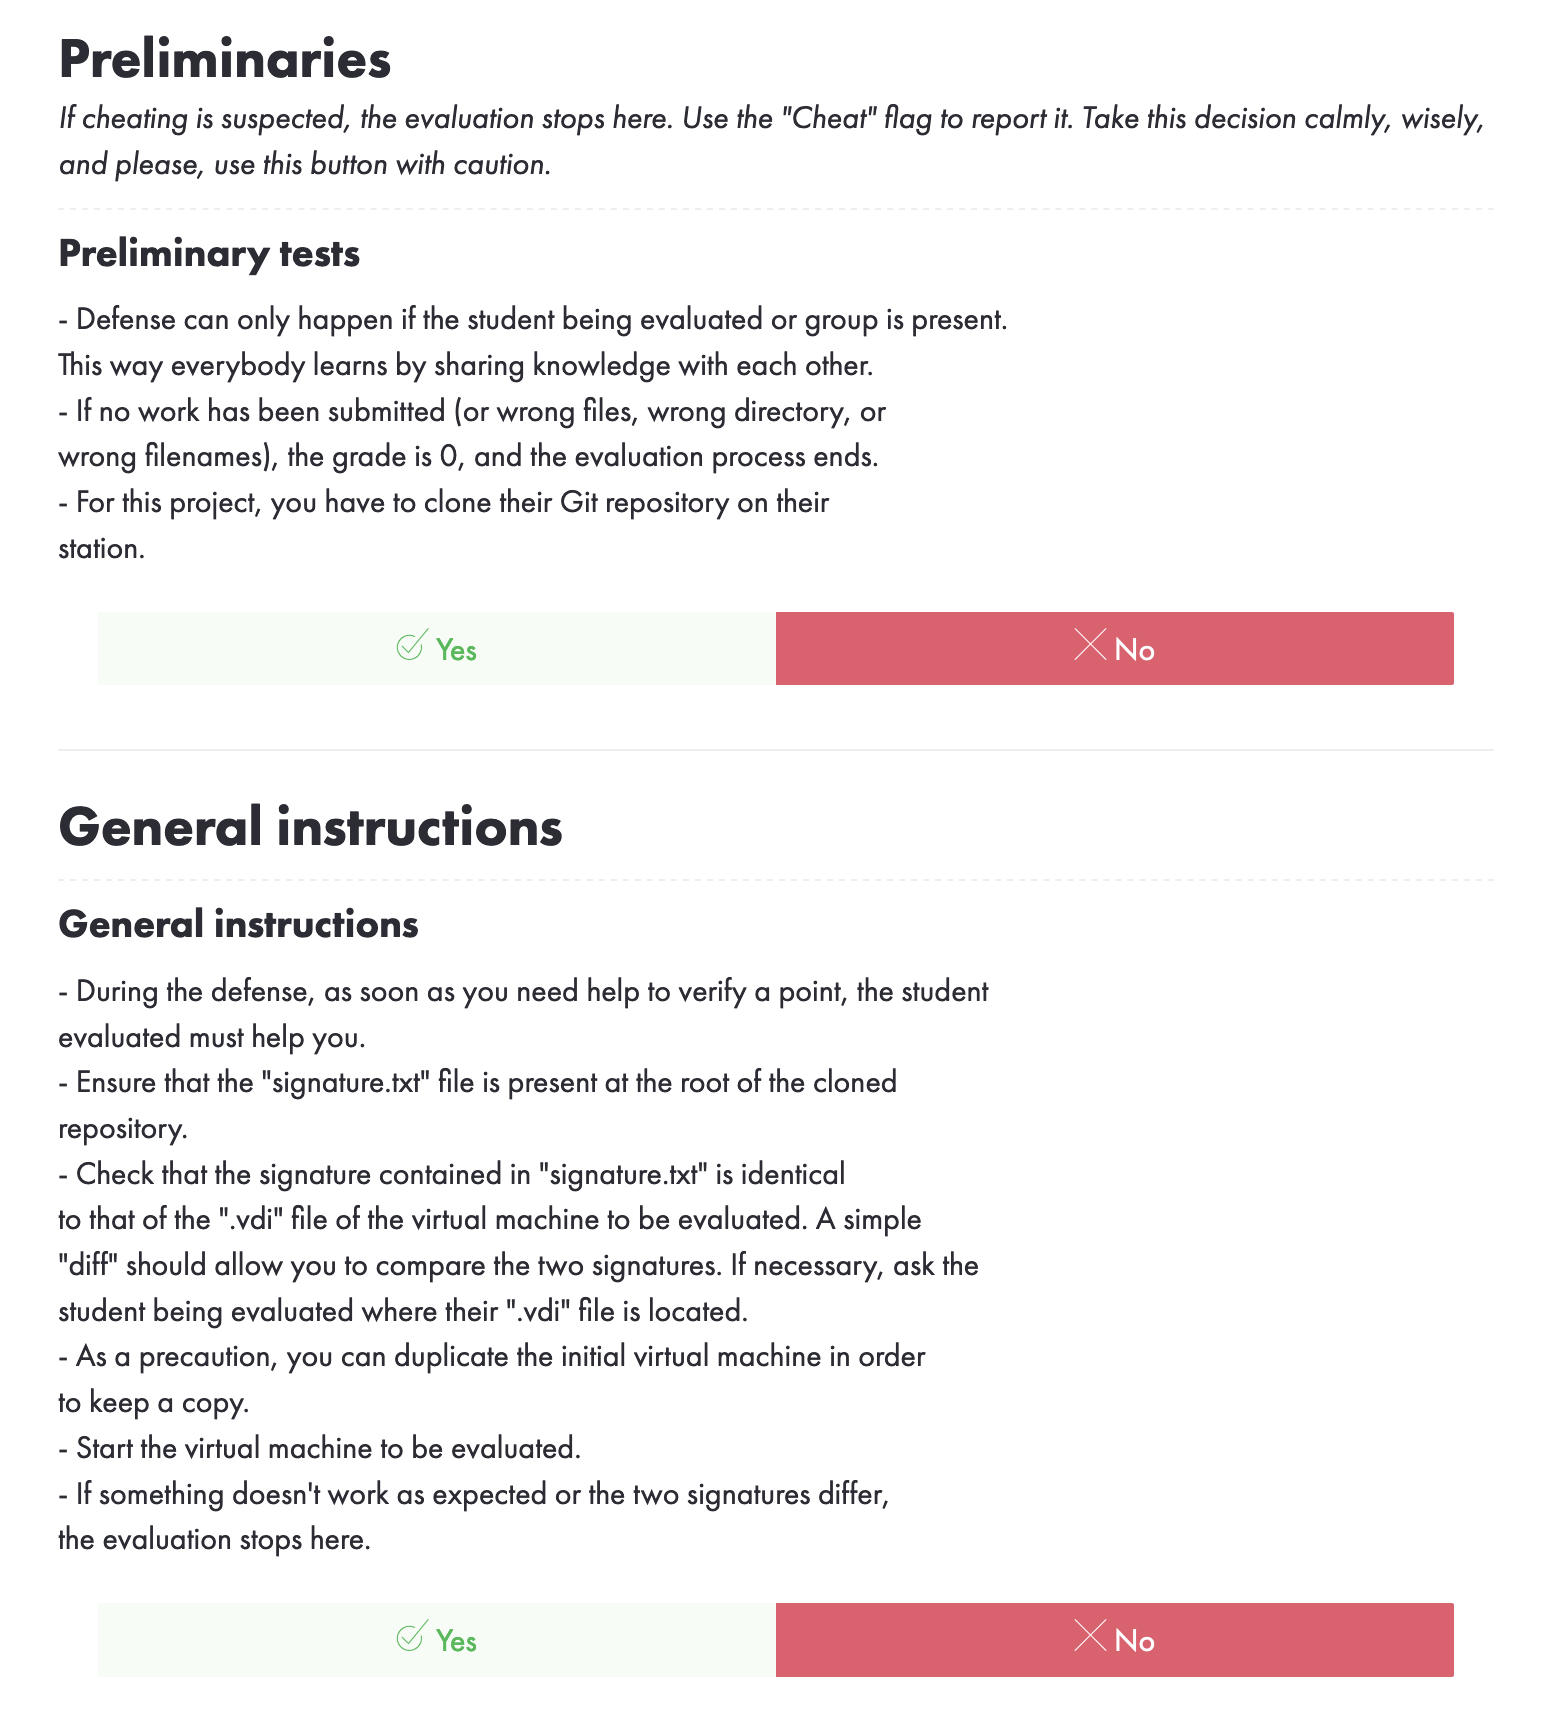 Preliminaries
If cheating is suspected, the evaluation stops here. Use the "Cheat" flag to report it. Take this decision calmly, wisely,
and please, use this button with caution.
Preliminary tests
- Defense can only happen if the student being evaluated or group is present.
This way everybody learns by sharing knowledge with each other.
- If no work has been submitted (or wrong files, wrong directory, or
wrong filenames), the grade is 0, and the evaluation process ends.
- For this project, you have to clone their Git repository on their
station.
Yes
No
General instructions
General instructions
- During the defense, as soon as you need help to verify a point, the student
evaluated must help you.
- Ensure that the "signature.txt" file is present at the root of the cloned
repository.
- Check that the signature contained in "signature.txt" is identical
to that of the ".vdi" file of the virtual machine to be evaluated. A simple
"diff" should allow you to compare the two signatures. If necessary, ask the
student being evaluated where their ".vdi" file is located.
- As a precaution, you can duplicate the initial virtual machine in order
to keep a copy.
- Start the virtual machine to be evaluated.
- If something doesn't work as expected or the two signatures differ,
the evaluation stops here.
Yes
No